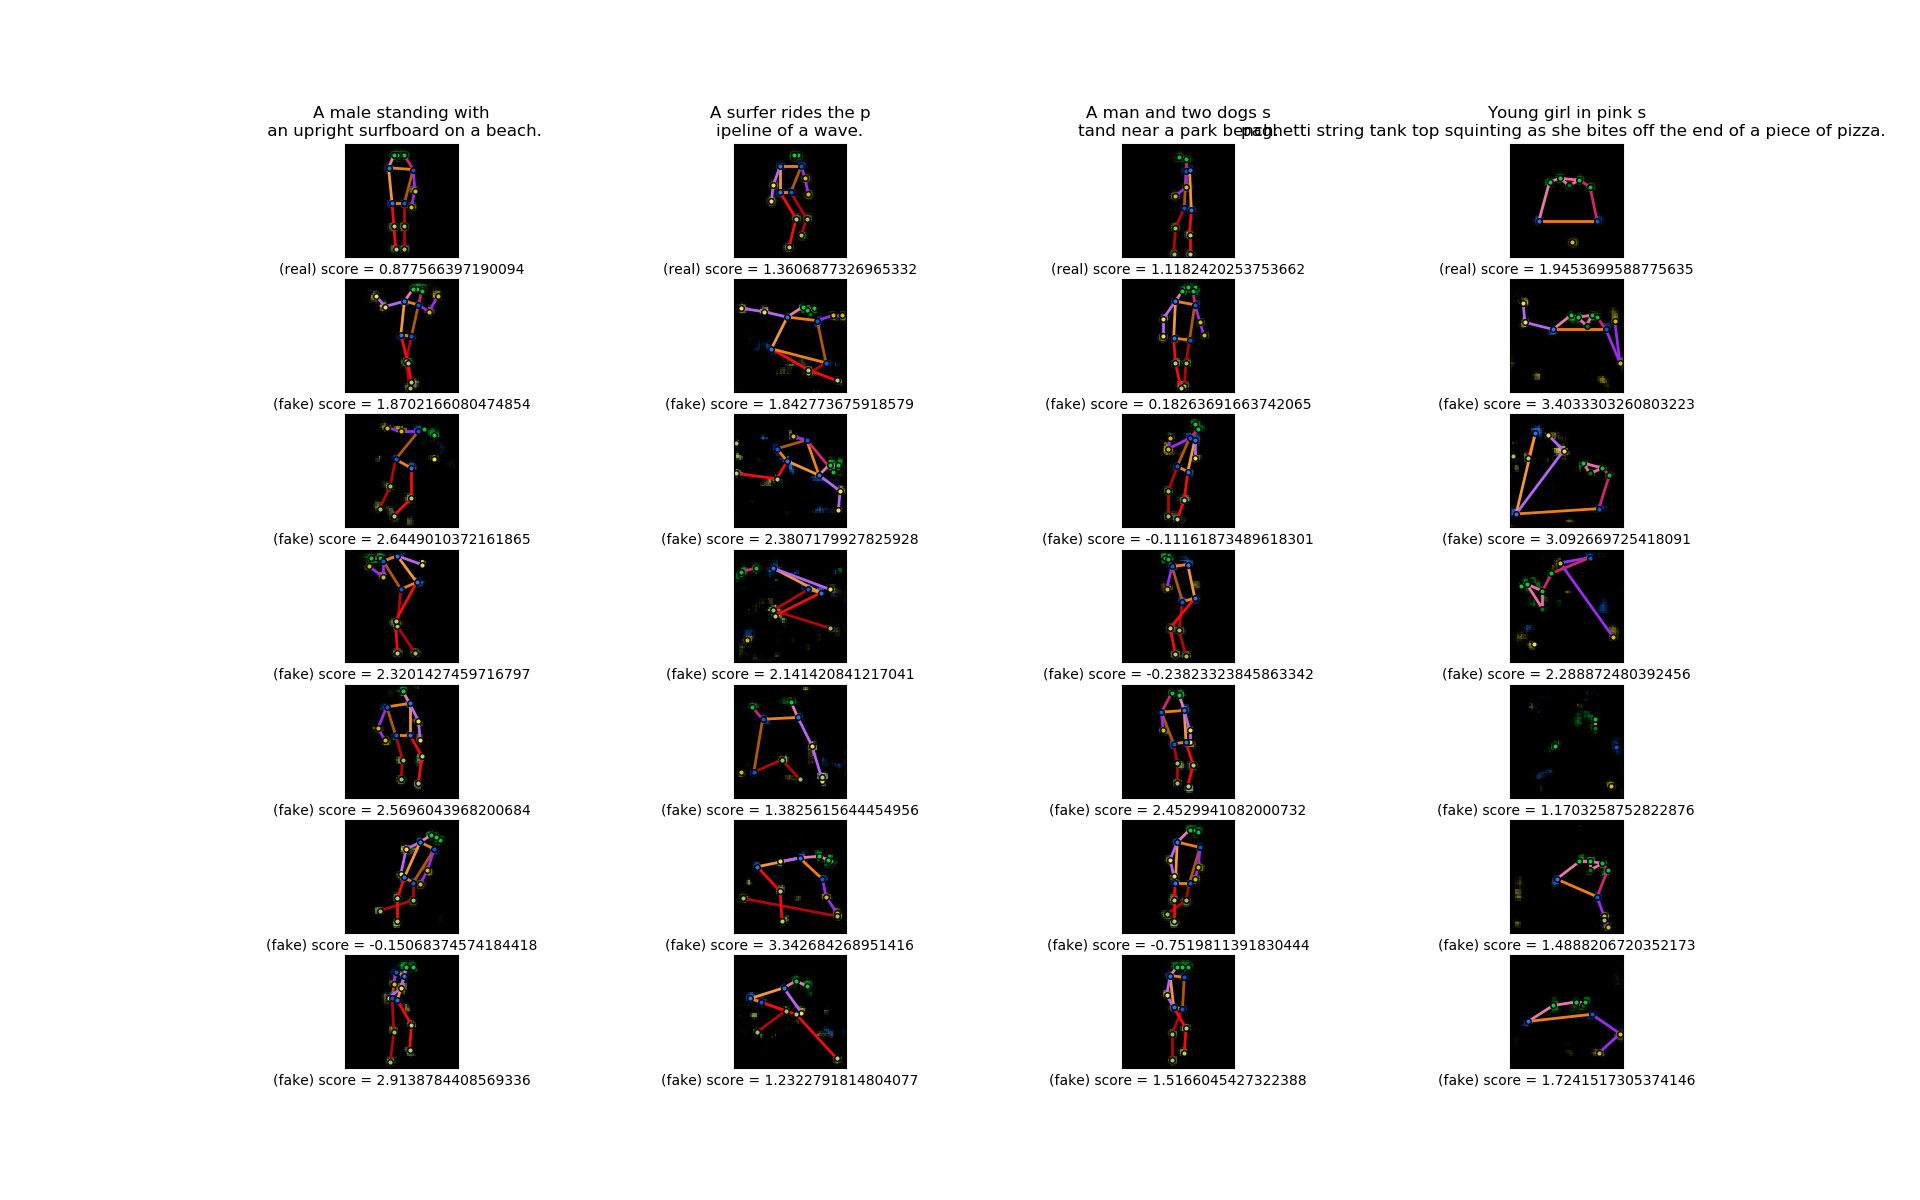 A male standing with
an upright surfboard on a beach.
A surfer rides the p
ipeline of a wave.
A man and two dogs s
tand near a park bench.
Young girl in pink s
paghetti string tank top squinting as she bites off the end of a piece of pizza.
(real) score = 0.877566397190094
(real) score = 1.3606877326965332
(real) score = 1.1182420253753662
(real) score = 1.9453699588775635
(fake) score = 1.8702166080474854
(fake) score = 1.842773675918579
(fake) score = 0.18263691663742065
(fake) score = 3.4033303260803223
(fake) score = 2.6449010372161865
(fake) score = 2.3807179927825928
(fake) score = -0.11161873489618301
(fake) score = 3.092669725418091
(fake) score = 2.3201427459716797
(fake) score = 2.141420841217041
(fake) score = -0.23823323845863342
(fake) score = 2.288872480392456
(fake) score = 2.5696043968200684
(fake) score = 1.3825615644454956
(fake) score = 2.4529941082000732
(fake) score = 1.1703258752822876
(fake) score = -0.15068374574184418
(fake) score = 3.342684268951416
(fake) score = -0.7519811391830444
(fake) score = 1.4888206720352173
(fake) score = 2.9138784408569336
(fake) score = 1.2322791814804077
(fake) score = 1.5166045427322388
(fake) score = 1.7241517305374146